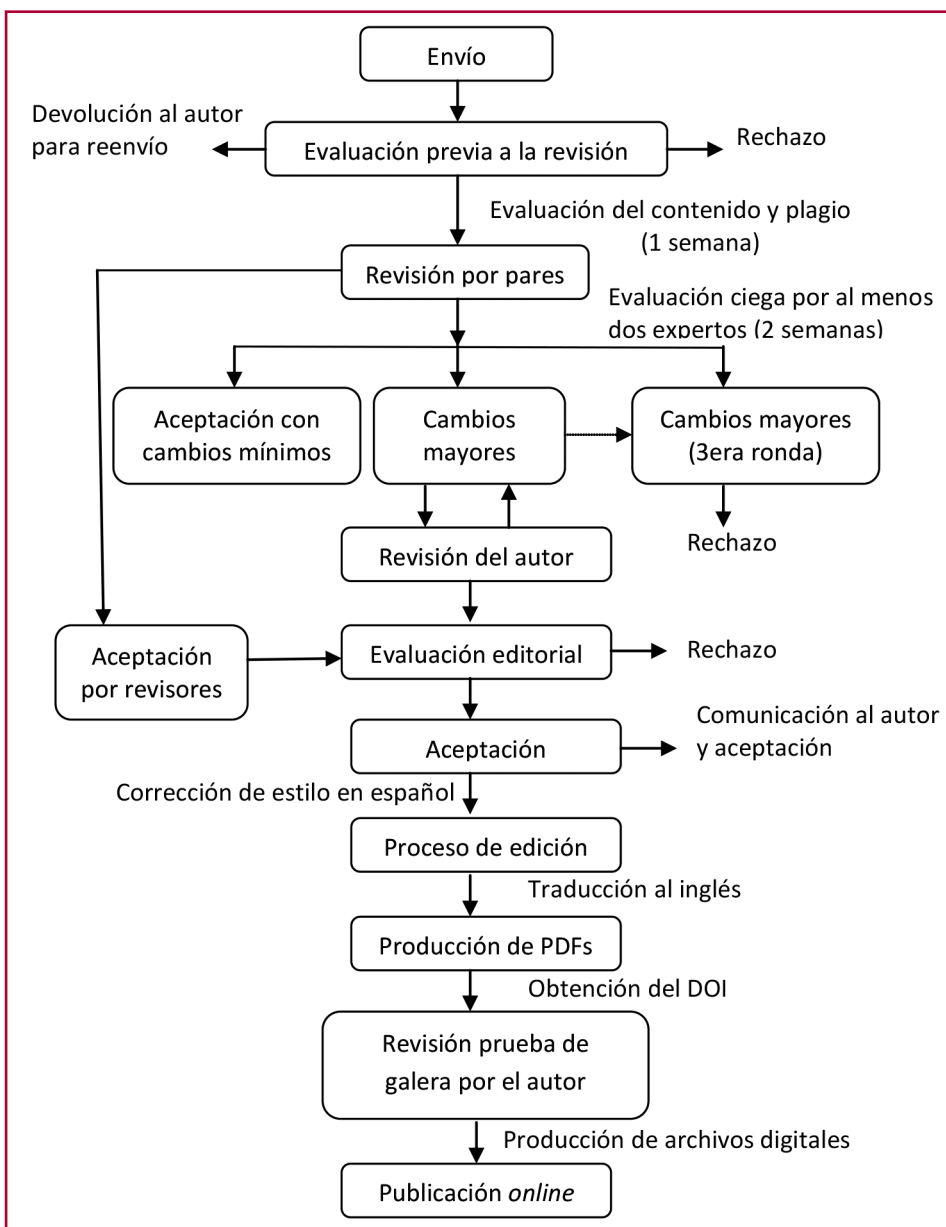 Envío
Devolución al autor
para reenvío
Evaluación previa a la revisión
Rechazo
Evaluación del contenido y plagio
(1 semana)
Revisión por pares
Evaluación ciega por al menos
dos expertos (2 semanas)
Aceptación con
cambios mínimos
Cambios
mayores
Cambios mayores
(3era ronda)
Revisión del autor
Rechazo
Aceptación
por revisores
Evaluación editorial
Rechazo
Aceptación
Comunicación al autor
y aceptación
Corrección de estilo en español
Proceso de edición
Traducción al inglés
Producción de PDFs
Obtención del DOI
Revisión prueba de
galera por el autor
Producción de archivos digitales
Publicación online